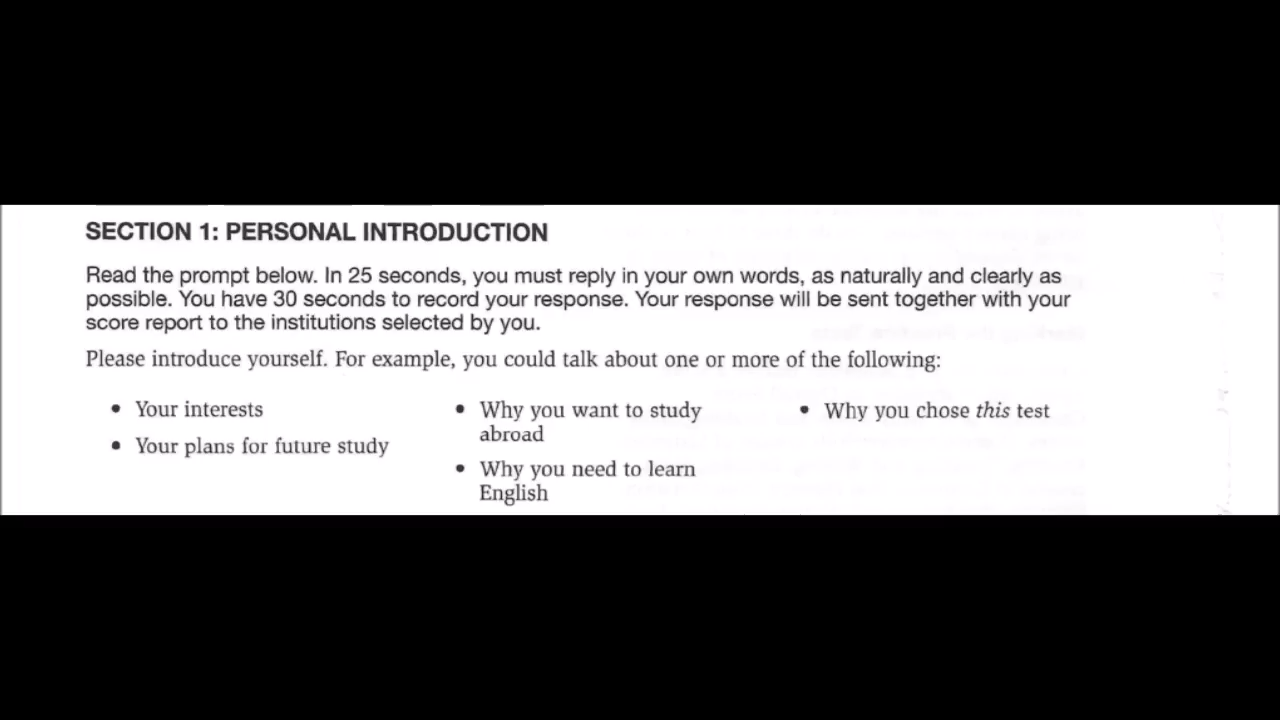 SECTION 1: PERSONAL INTRODUCTION
Read the prompt below. In 25 seconds, you must reply in your own words, as naturally and clearly as
possible. You have 30 seconds to record your response. Your response will be sent together with your
score report to the institutions selected by you.
Please introduce yourself. For example, you could talk about one or more of the following:
• Your interests
• Your plans for future study
• Why you want to study
abroad
• Why you need to learn
English
• Why you chose this test